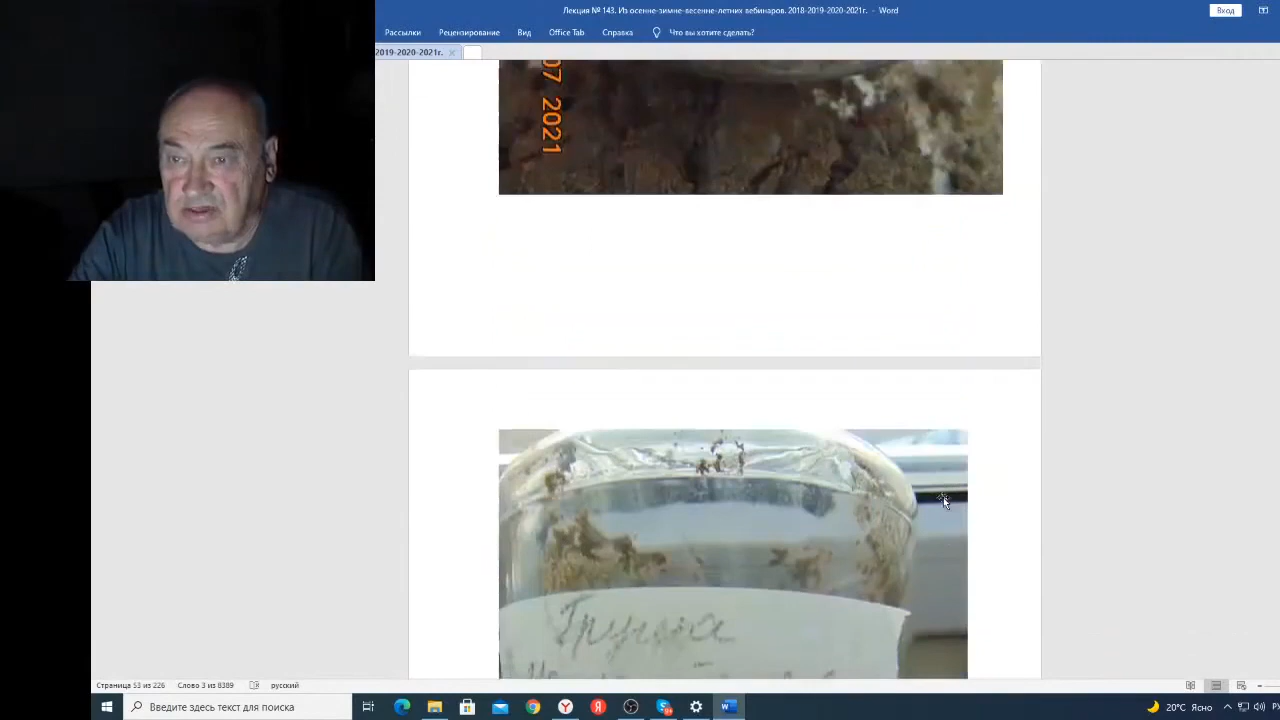 Лекция № 143. Из осенне-зимне-весенне-летних вебинаров. 2018-2019-2020-2021г. - Word
Вход
Рассылки Рецензирование Вид Office Tab Справка Что вы хотите сделать?
2019-2020-2021г.
07 2021
Груша
Страница 53 из 226 Слово 3 из 8389 русский
Введите здесь текст для поиска
20°C Ясно